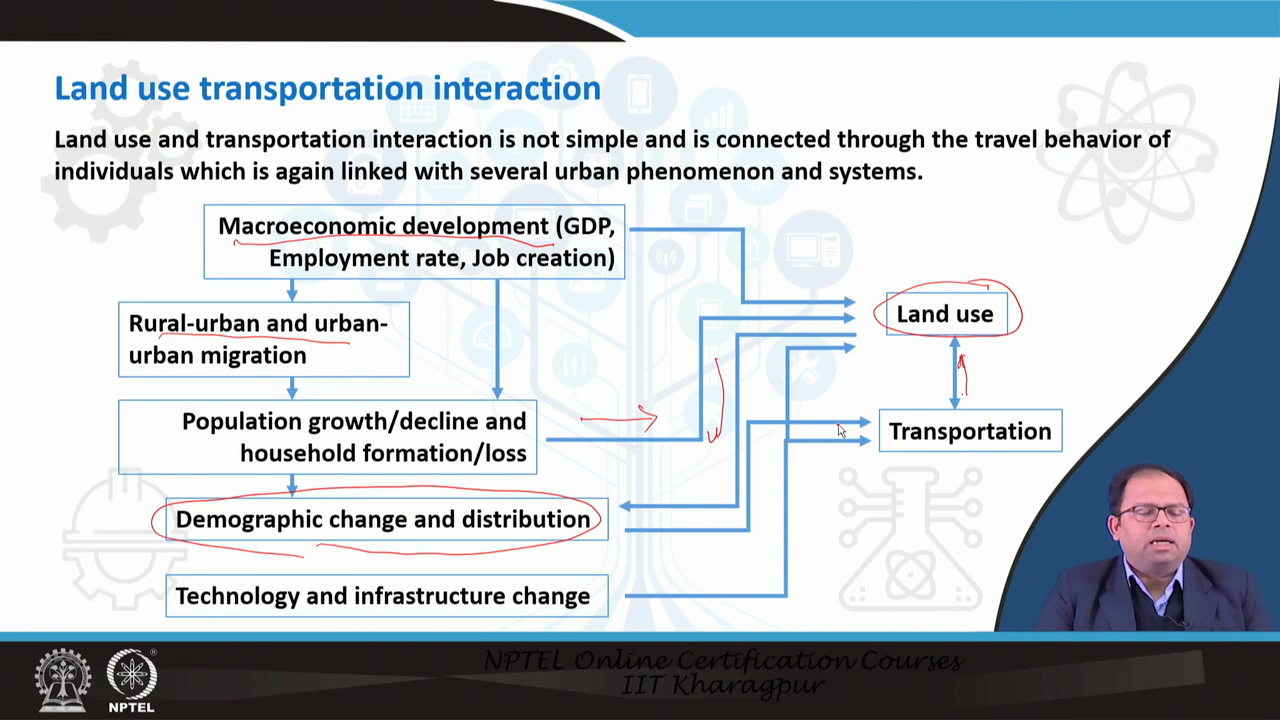 Land use transportation interaction
Land use and transportation interaction is not simple and is connected through the travel behavior of
individuals which is again linked with several urban phenomenon and systems.
Macroeconomic development (GDP,
Employment rate, Job creation)
Rural-urban and urban-
urban migration
Population growth/decline and
household formation/loss
Demographic change and distribution
Technology and infrastructure change
Land use
Transportation
NPTEL Online Certification Courses
IIT Kharagpur
NPTEL